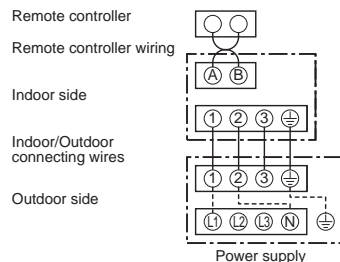 Remote controller
Remote controller wiring
A B
Indoor side
1 2 3
Indoor/Outdoor
connecting wires
1 2 3
Outdoor side
L1 L2 L3 N
Power supply